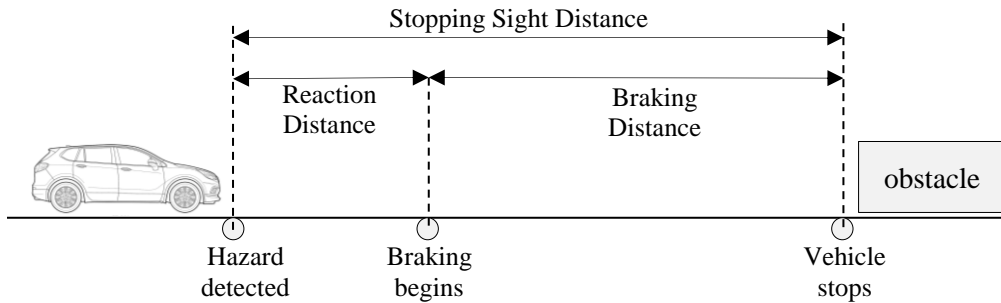 Stopping Sight Distance
Reaction
Distance
Braking
Distance
obstacle
Hazard
detected
Braking
begins
Vehicle
stops